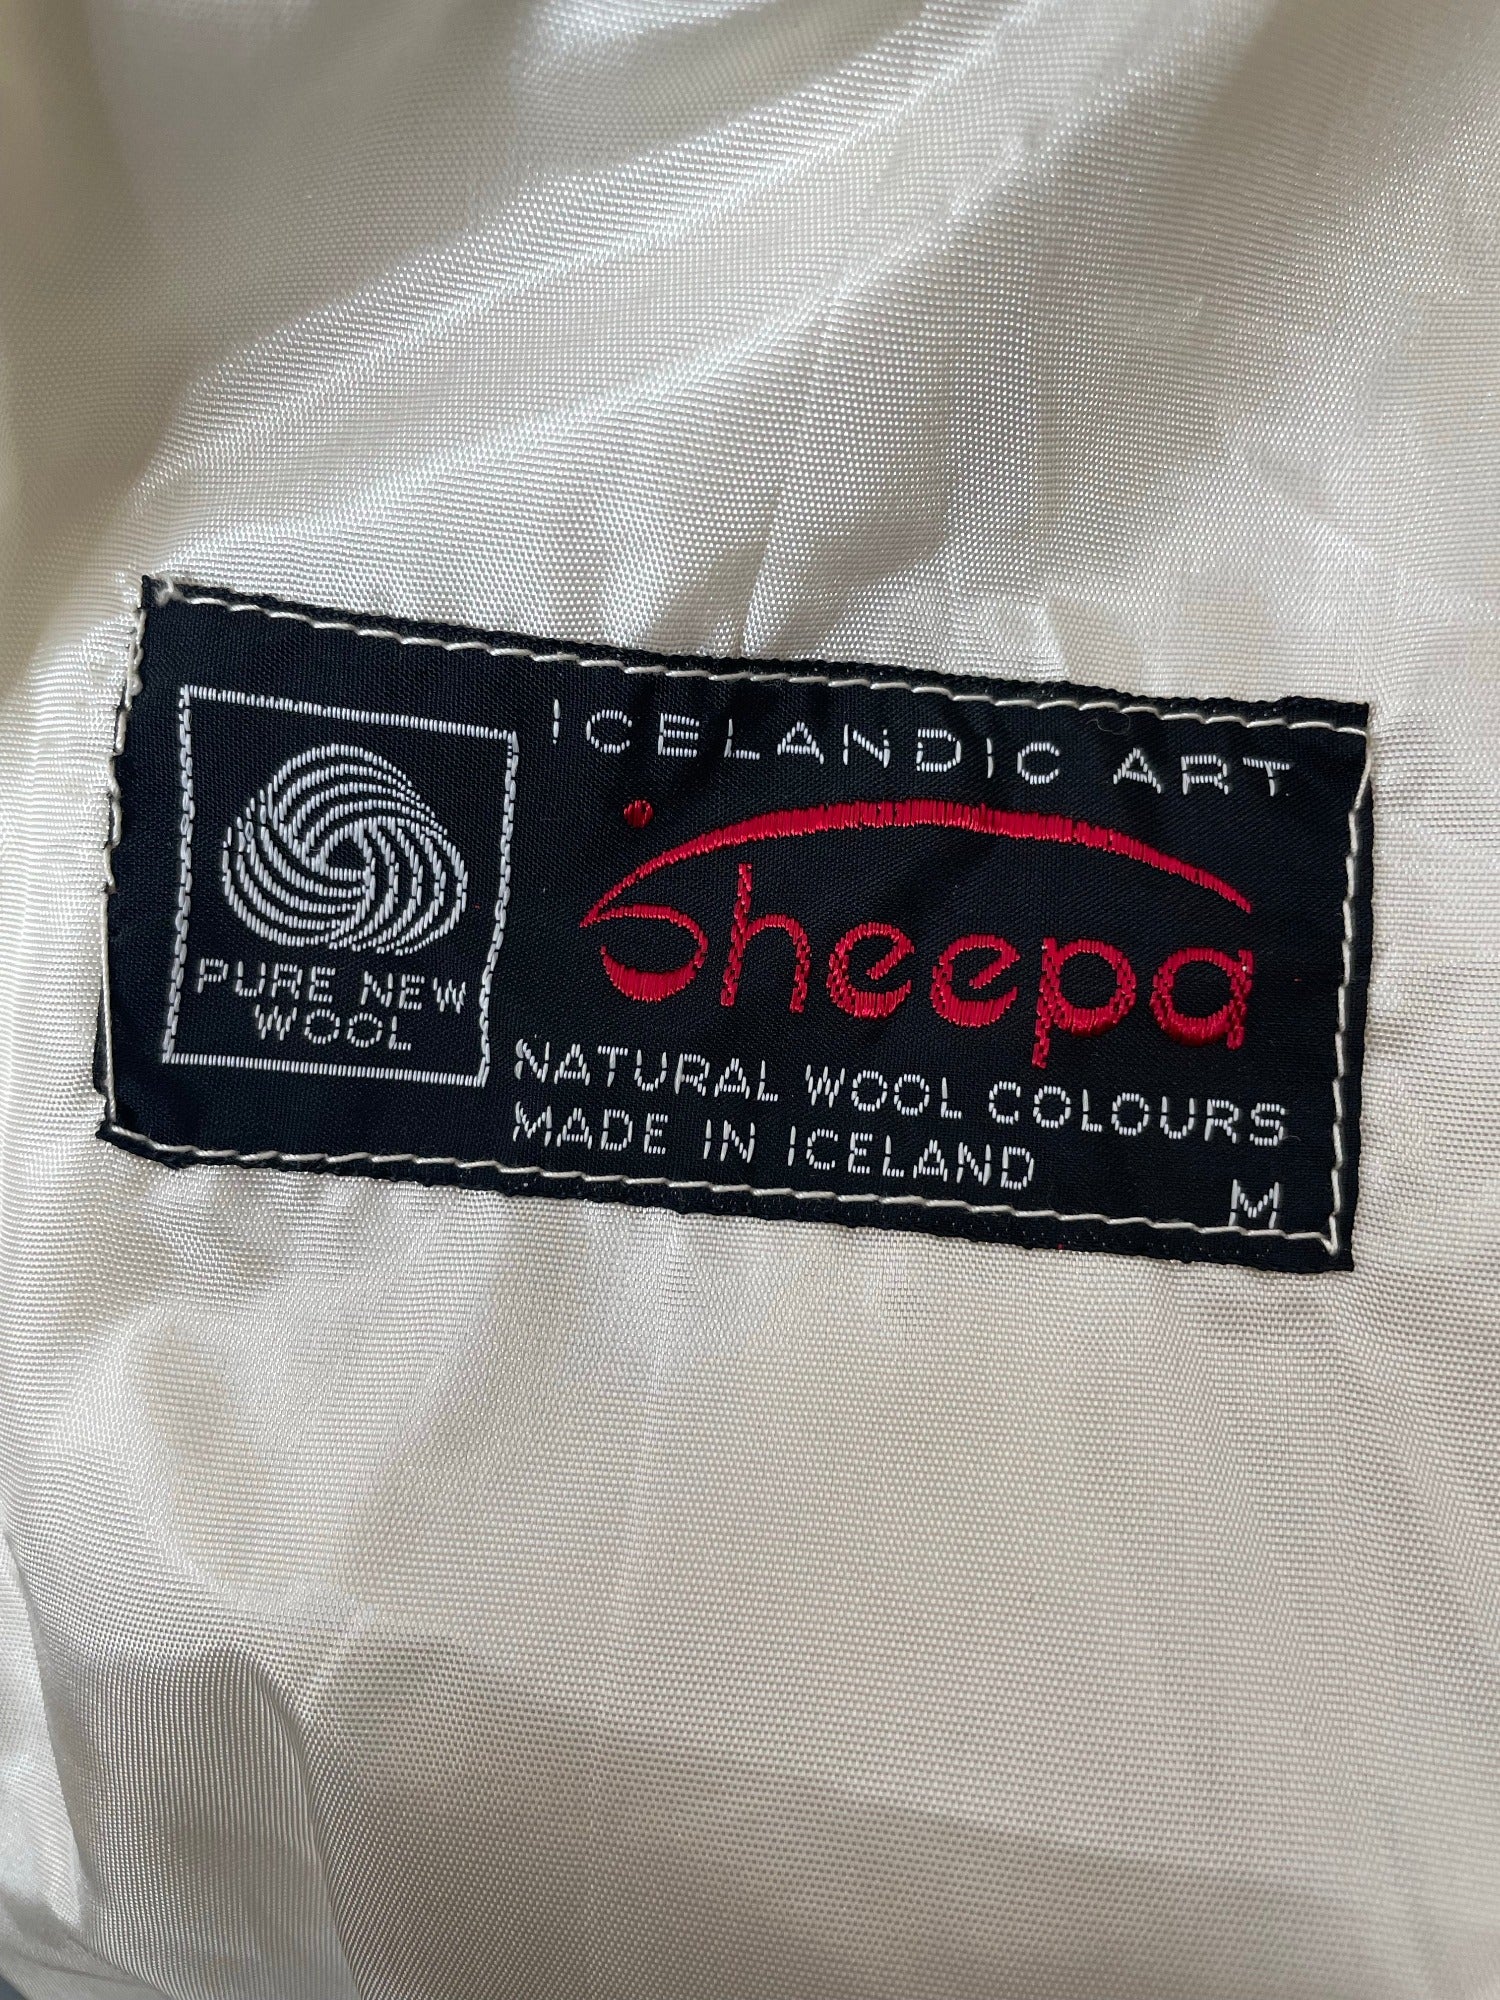 PURE NEW
WOOL
ICELANDIC ART
Sheepa
NATURAL WOOL COLOURS
MADE IN ICELAND
M